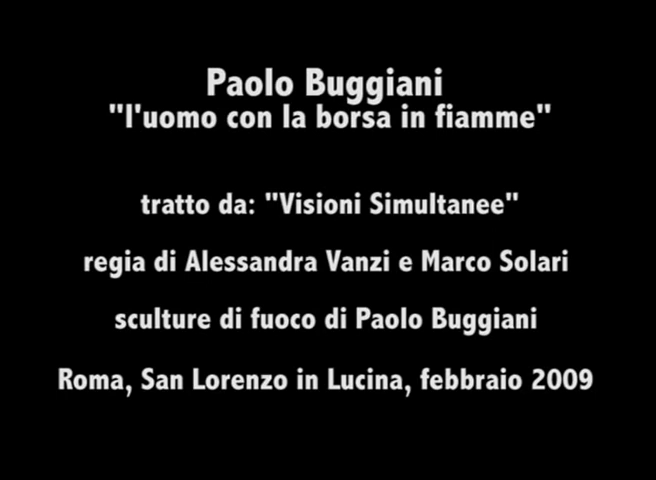 Paolo Buggiani
"l'uomo con la borsa in fiamme"
tratto da: "Visioni Simultanee"
regia di Alessandra Vanzi e Marco Solari
sculture di fuoco di Paolo Buggiani
Roma, San Lorenzo in Lucina, febbraio 2009